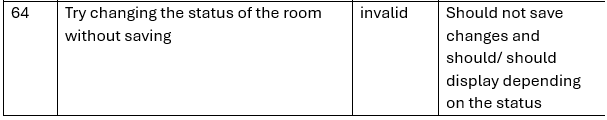 64 Try changing the status of the room invalid Should not save
without saving changes and
should/ should
display depending
on the status